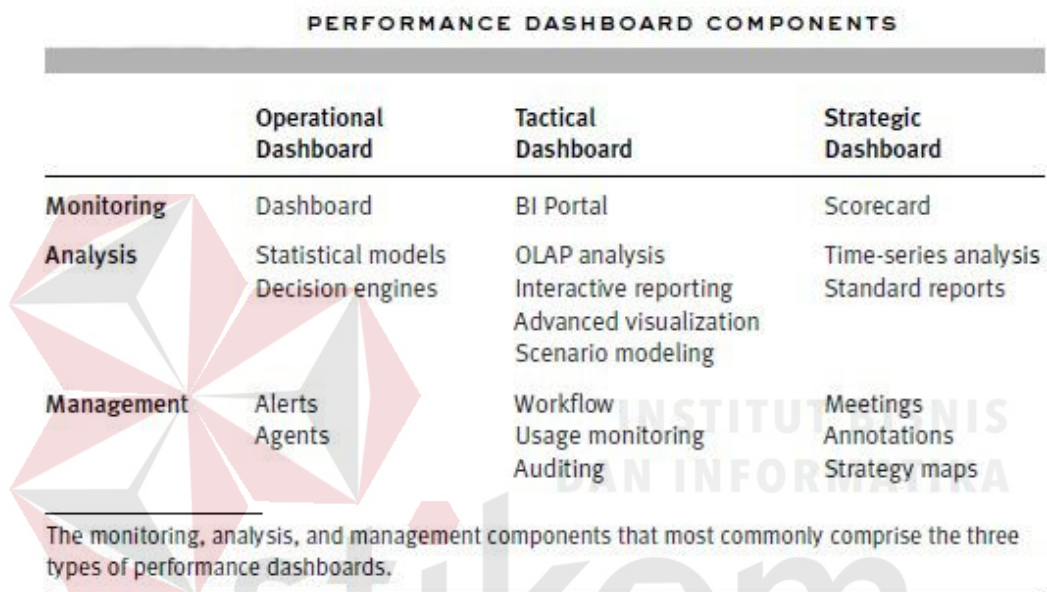 PERFORMANCE DASHBOARD COMPONENTS
Operational Dashboard Tactical Dashboard Strategic Dashboard
Monitoring Dashboard BI Portal Scorecard
Analysis Statistical models OLAP analysis Time-series analysis
Decision engines Interactive reporting Standard reports
Advanced visualization
Scenario modeling
Management Alerts Workflow Meetings
Agents Usage monitoring Annotations
Auditing Strategy maps
INSTITUT BISNIS
DAN INFORMATIKA
The monitoring, analysis, and management components that most commonly comprise the three
types of performance dashboards.
stikom